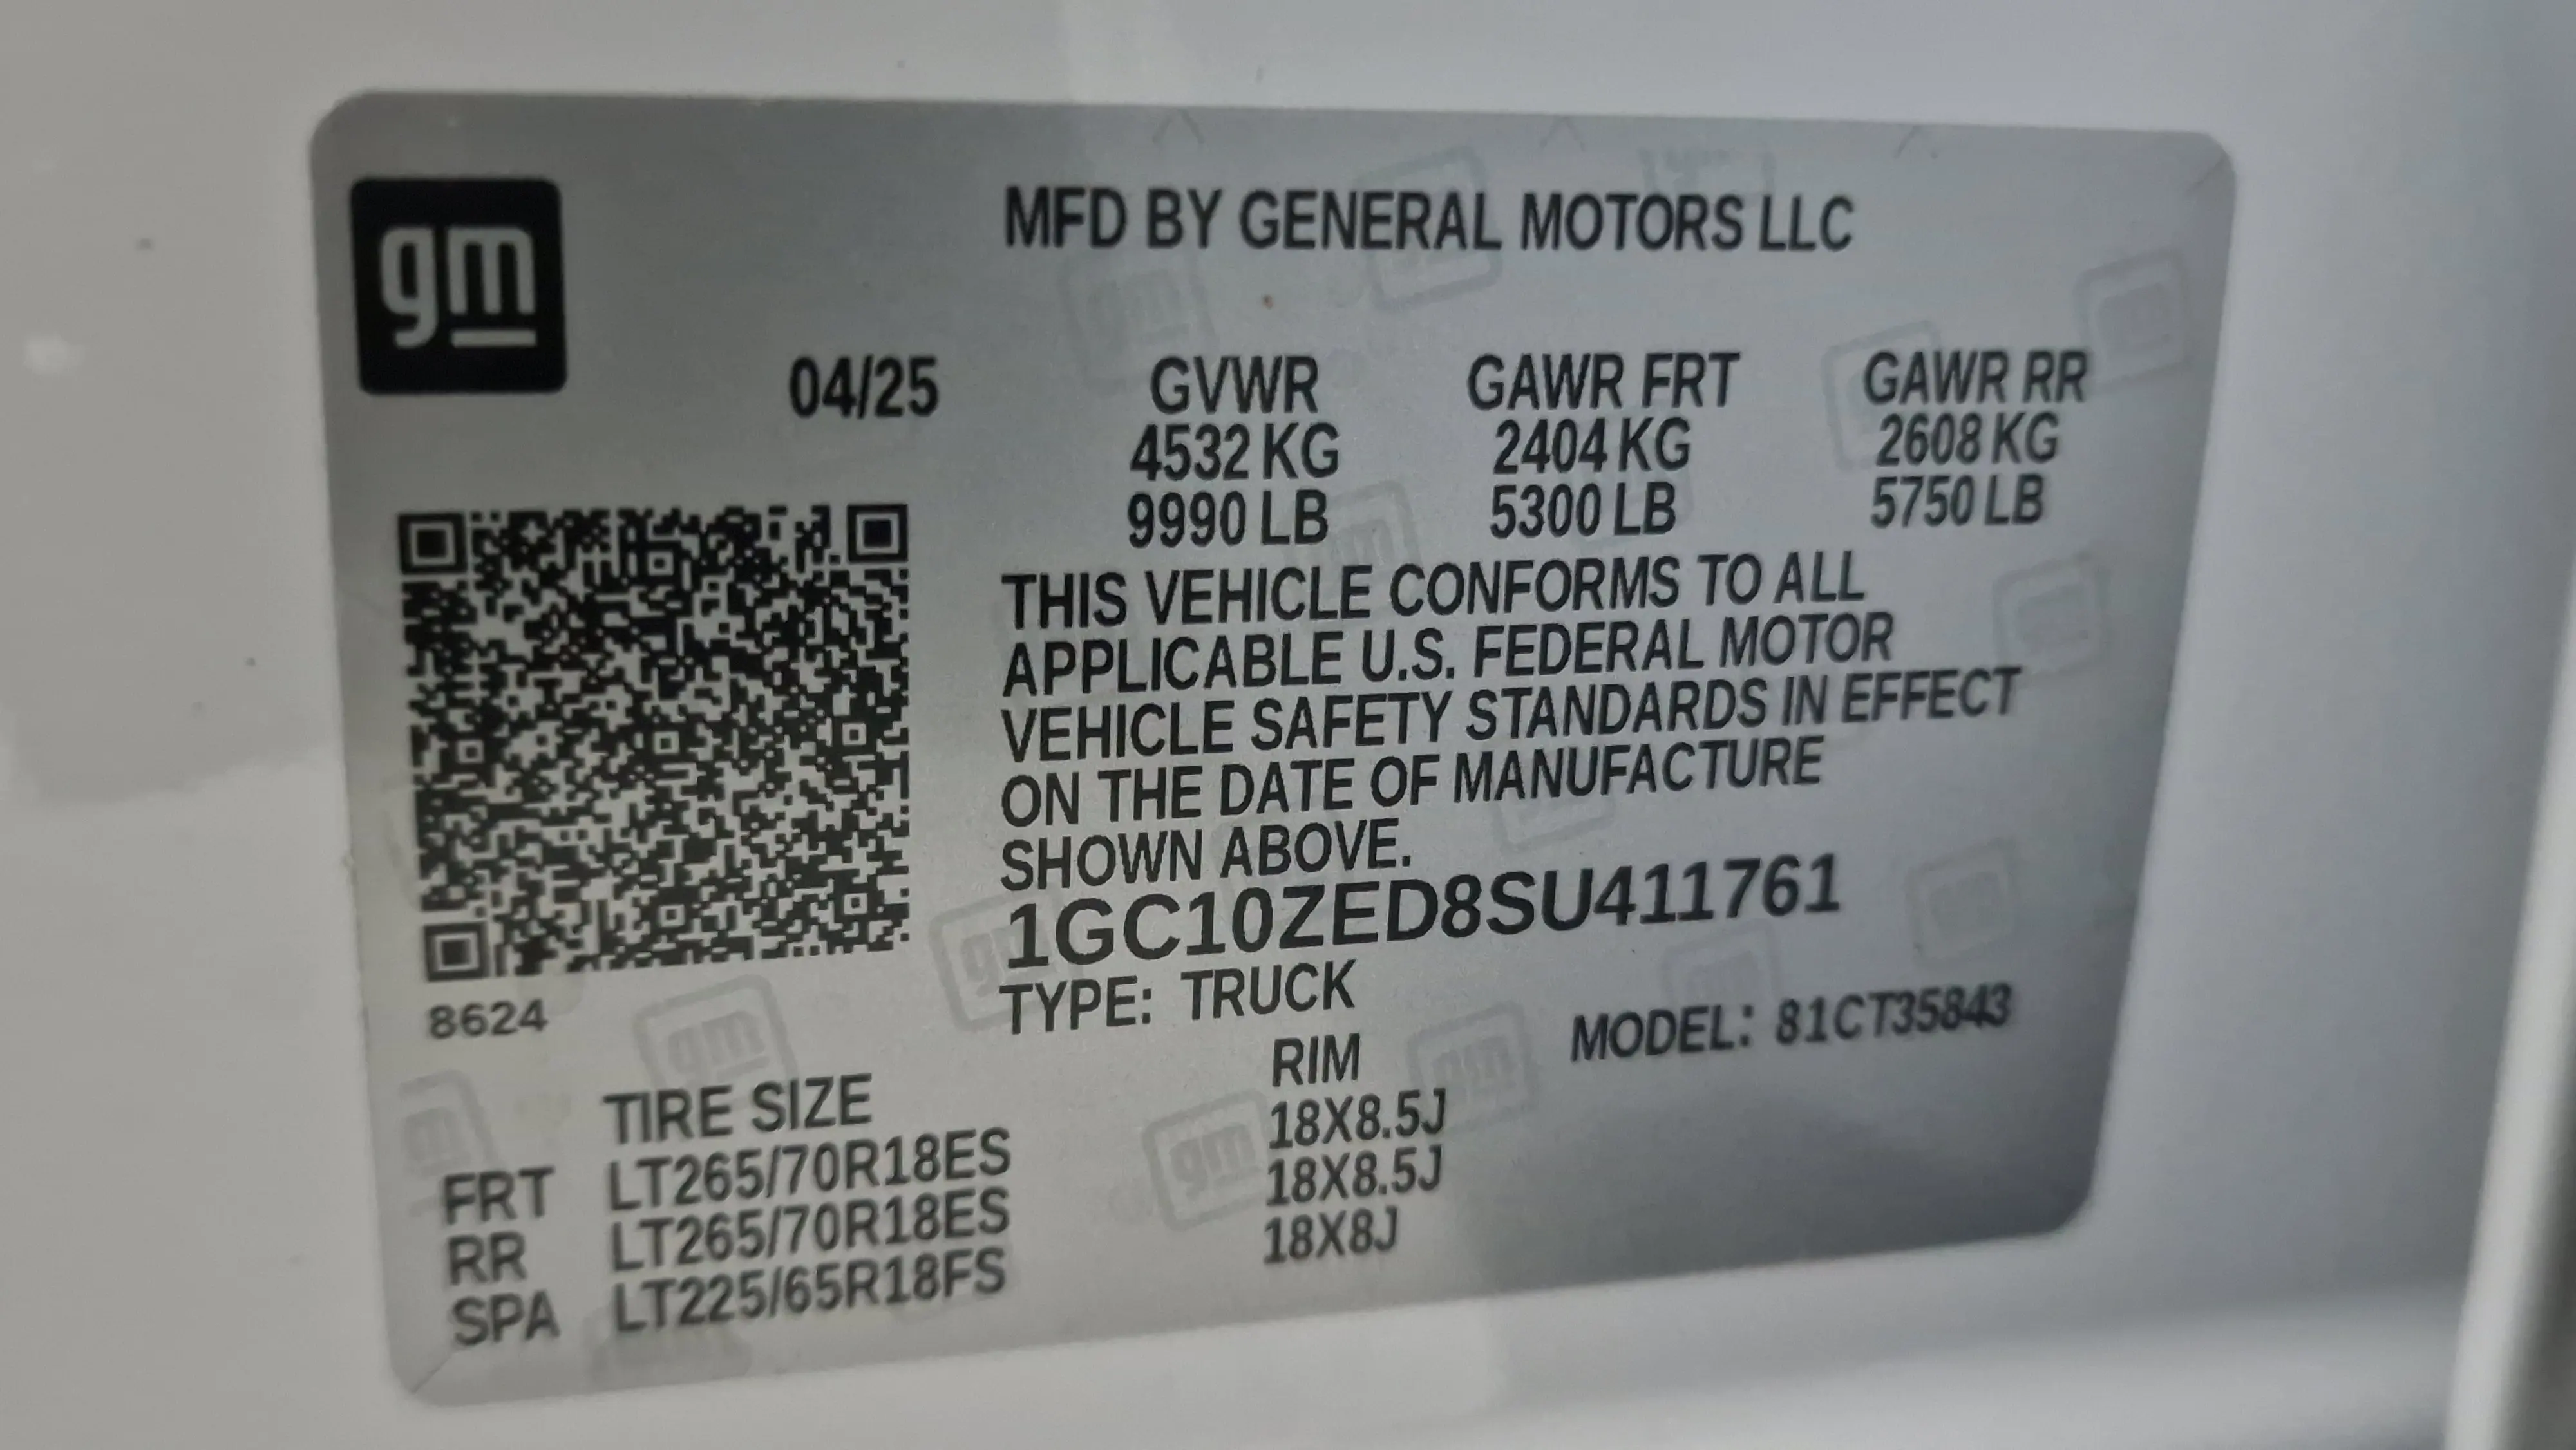 gm
MFD BY GENERAL MOTORS LLC
04/25 GVWR GAWR FRT GAWR RR
4532 KG 2404 KG 2608 KG
9990 LB 5300 LB 5750 LB
THIS VEHICLE CONFORMS TO ALL
APPLICABLE U.S. FEDERAL MOTOR
VEHICLE SAFETY STANDARDS IN EFFECT
ON THE DATE OF MANUFACTURE
SHOWN ABOVE.
1GC10ZED8SU411761
8624
TYPE: TRUCK MODEL: 81CT35843
TIRE SIZE RIM
FRT LT265/70R18ES 18X8.5J
RR LT265/70R18ES 18X8.5J
SPA LT225/65R18FS 18X8J